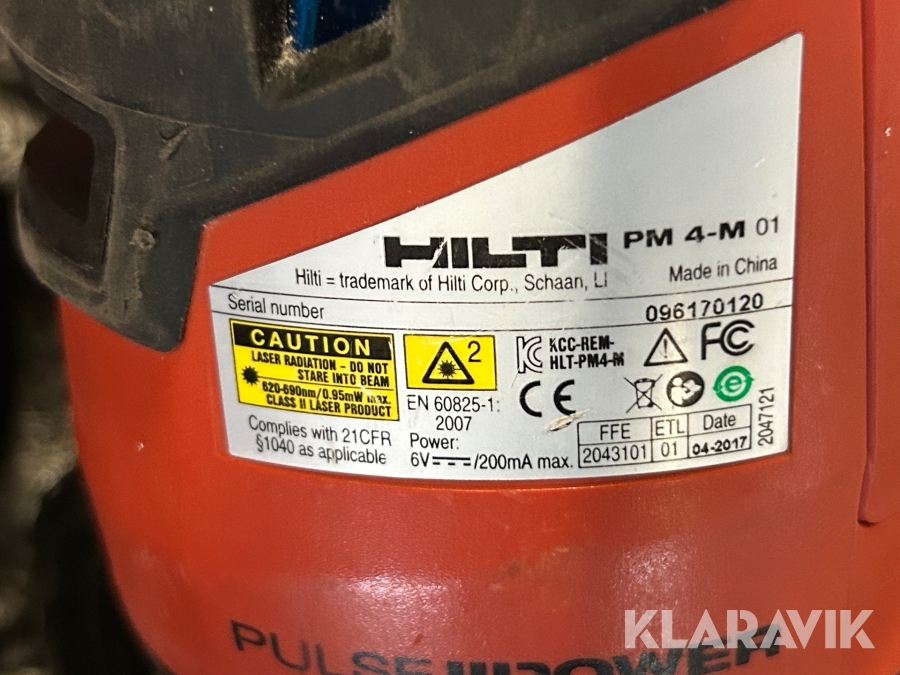 HILTI PM 4-M 01
Hilti = trademark of Hilti Corp., Schaan, LI Made in China
Serial number 096170120
CAUTION
LASER RADIATION - DO NOT
STARE INTO BEAM
620-690nm/0.95mW max.
CLASS II LASER PRODUCT
Complies with 21CFR
§1040 as applicable
2
EN 60825-1:
2007
Power:
6V⎓/200mA max.
KCC-REM-
HLT-PM4-M
FC
CE
e
FFE ETL Date
2043101 01 04-2017
2047121
PULSE POWER
KLARAVIK